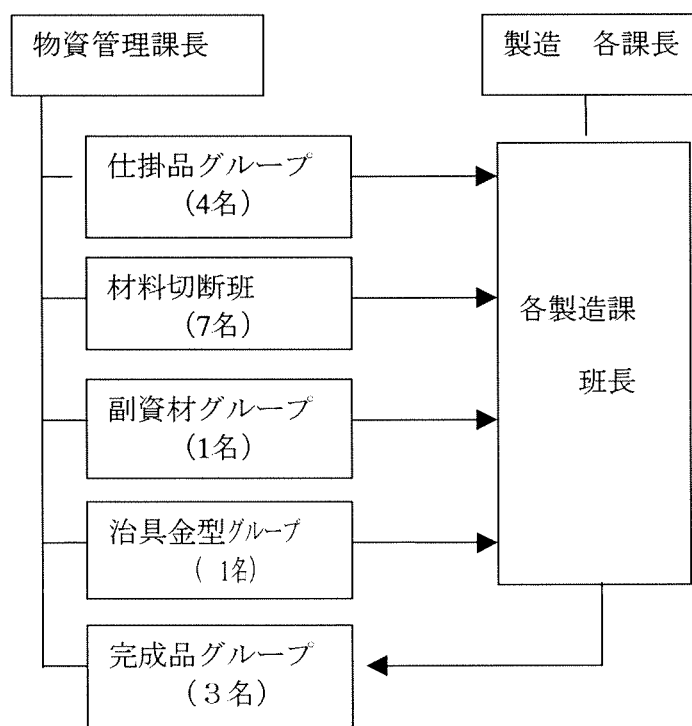 物資管理課長
製造　各課長
仕掛品グループ
(4名)
材料切断班
(7名)
副資材グループ
(1名)
治具金型グループ
( 1名)
完成品グループ
(３名)
各製造課
班長